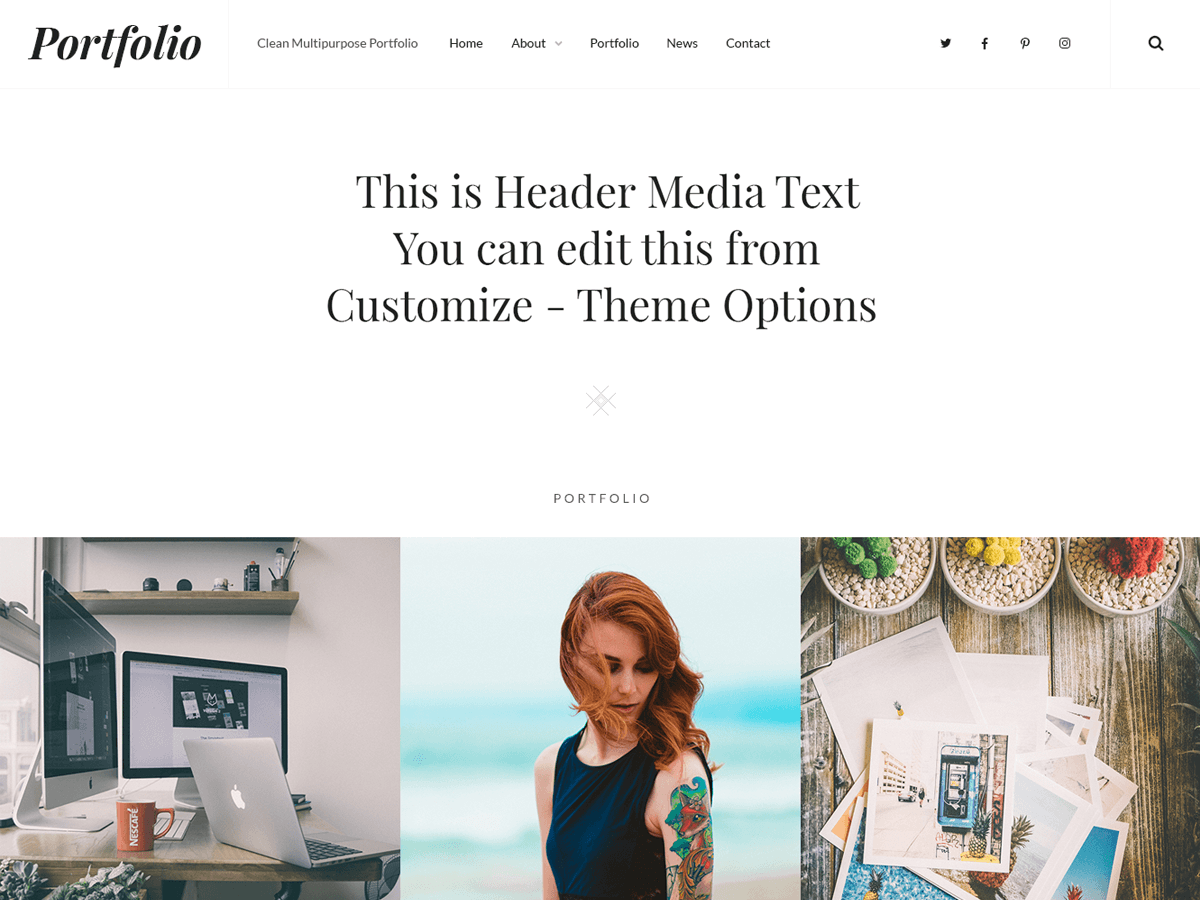 Portfolio
Clean Multipurpose Portfolio Home About Portfolio News Contact
This is Header Media Text
You can edit this from
Customize - Theme Options
PORTFOLIO
NESCAFÉ